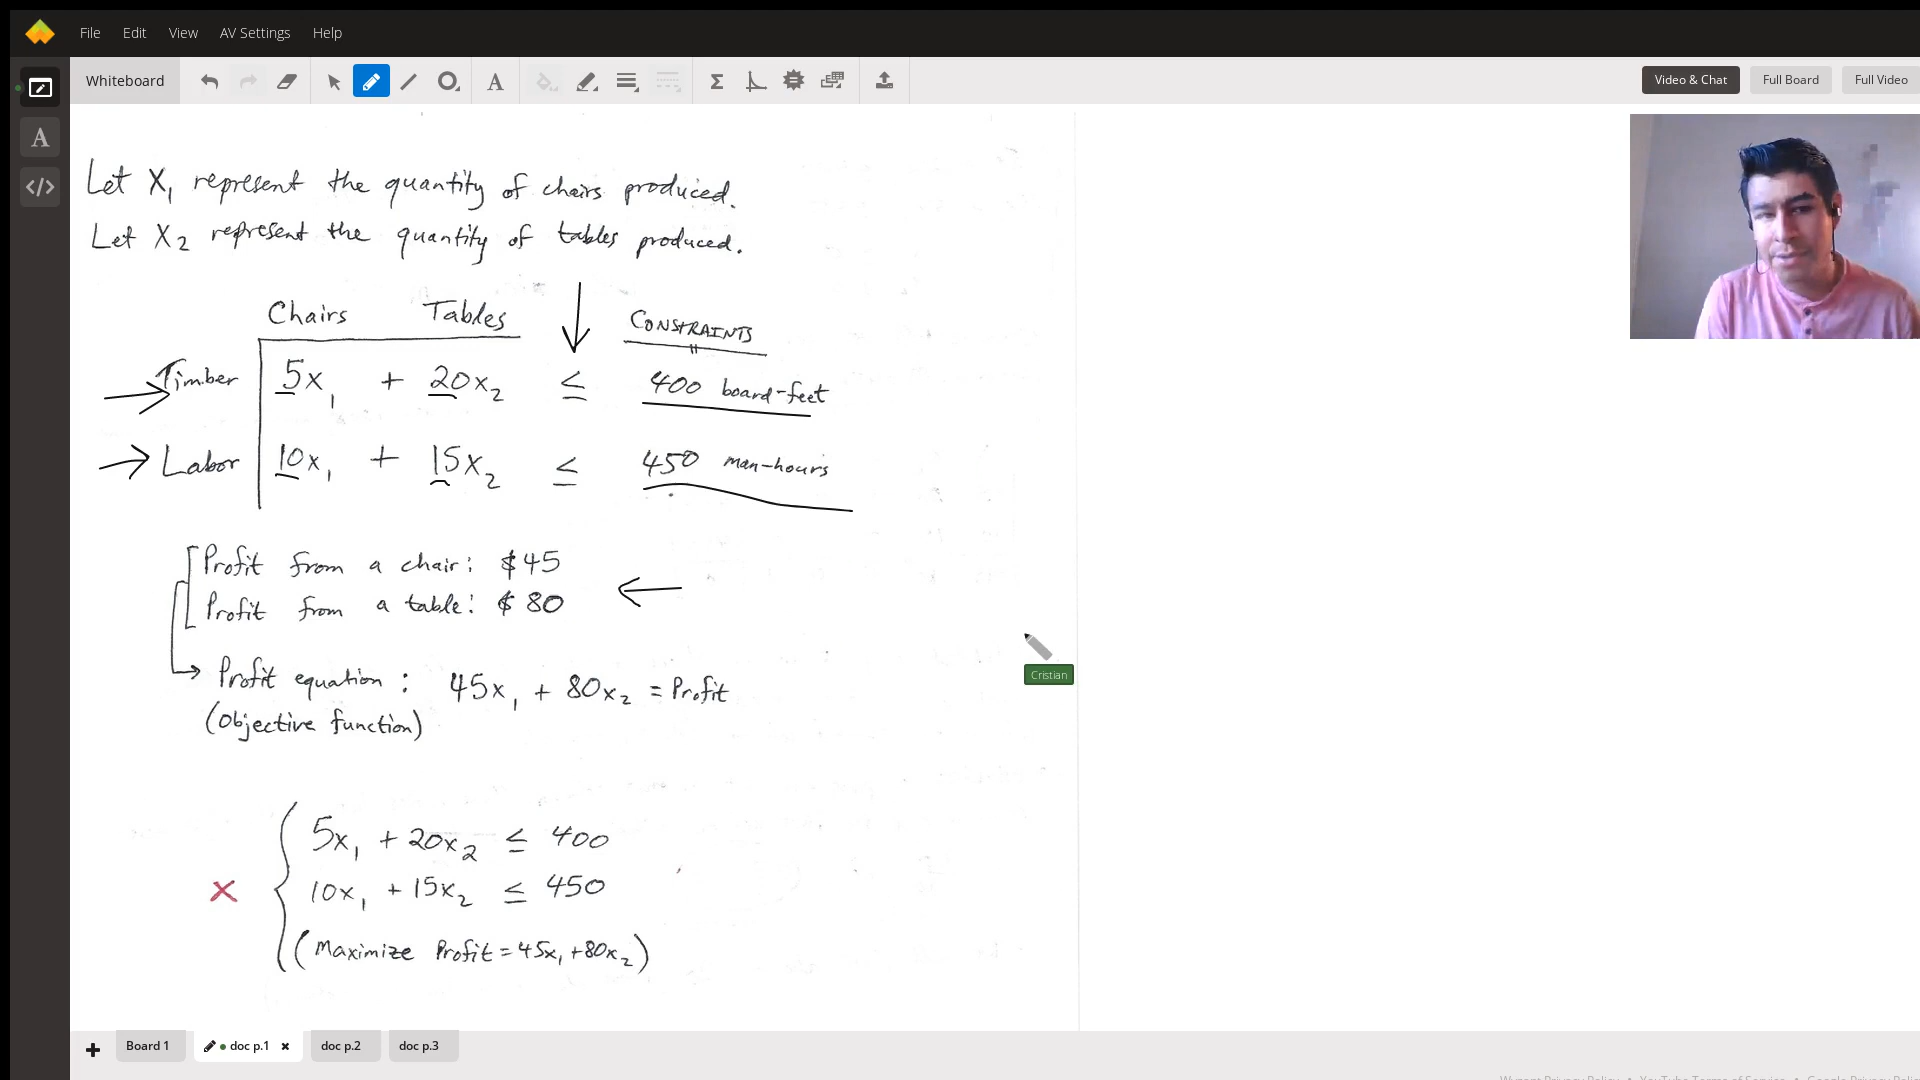 File Edit View AV Settings Help
Whiteboard A Σ Video & Chat Full Board Full Video
A
</>
Let X₁ represent the quantity of chairs produced.
Let X₂ represent the quantity of tables produced.
Chairs Tables CONSTRAINTS
Timber 5x₁ + 20x₂ ≤ 400 board-feet
Labor 10x₁ + 15x₂ ≤ 450 man-hours
Profit from a chair: $45
Profit from a table: $80
Cristian
Profit equation: 45x₁ + 80x₂ = Profit
(Objective function)
5x₁ + 20x₂ ≤ 400
10x₁ + 15x₂ ≤ 450
(Maximize Profit = 45x₁ + 80x₂)
Board 1 doc p.1 doc p.2 doc p.3